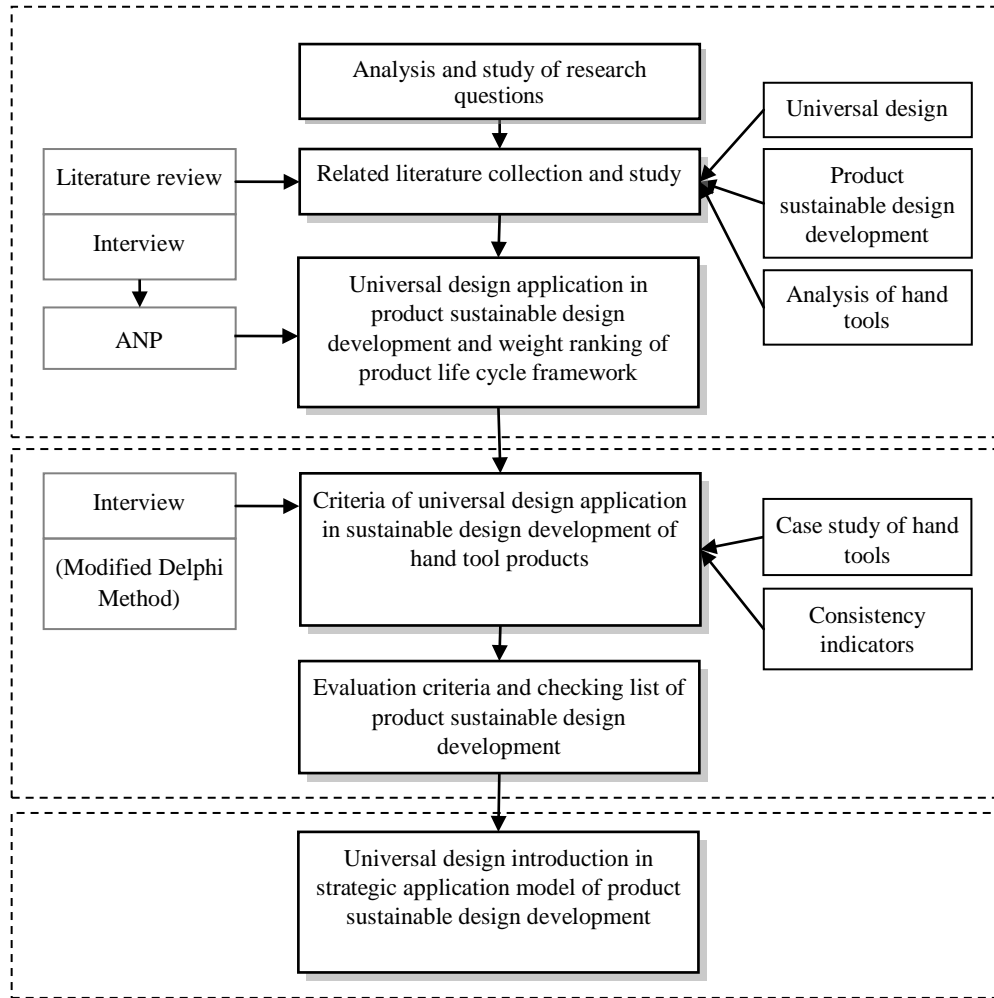 Analysis and study of research
questions
Universal design
Literature review
Related literature collection and study
Product
sustainable design
development
Interview
Universal design application in
product sustainable design
development and weight ranking of
product life cycle framework
Analysis of hand
tools
ANP
Interview
(Modified Delphi
Method)
Criteria of universal design application
in sustainable design development of
hand tool products
Case study of hand
tools
Consistency
indicators
Evaluation criteria and checking list of
product sustainable design
development
Universal design introduction in
strategic application model of product
sustainable design development